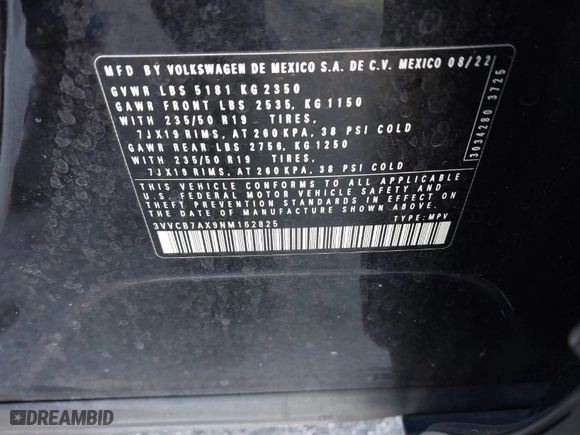 MFD BY VOLKSWAGEN DE MEXICO S.A. DE C.V. MEXICO 08/22
GVWR LBS 5181 KG 2350
GAWR FRONT LBS 2535, KG 1150
WITH 235/50 R19 TIRES,
7JX19 RIMS, AT 260 KPA, 38 PSI COLD
GAWR REAR LBS 2756, KG 1250
WITH 235/50 R19 TIRES,
7JX19 RIMS, AT 260 KPA, 38 PSI COLD
THIS VEHICLE CONFORMS TO ALL APPLICABLE
U.S. FEDERAL MOTOR VEHICLE SAFETY AND
THEFT PREVENTION STANDARDS IN EFFECT ON
THE DATE OF MANUFACTURE SHOWN ABOVE.
3VVCB7AX9NM162825 TYPE: MPV
3034280 3725
DREAMBID